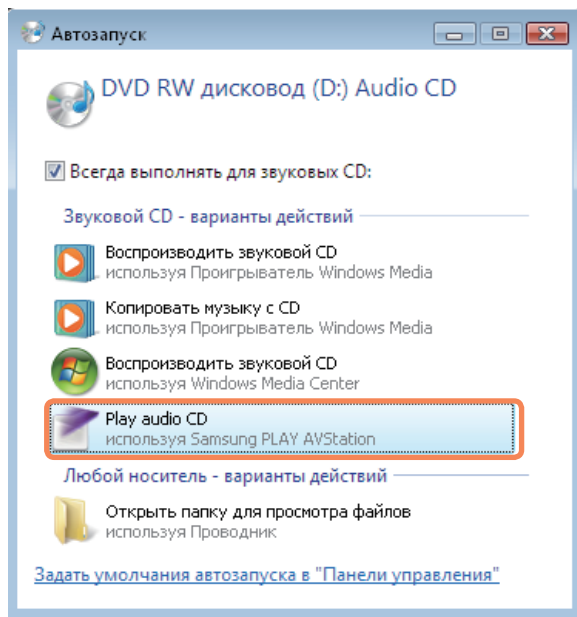 Автозапуск
DVD RW дисковод (D:) Audio CD
Всегда выполнять для звуковых CD:
Звуковой CD - варианты действий
Воспроизводить звуковой CD
используя Проигрыватель Windows Media
Копировать музыку с CD
используя Проигрыватель Windows Media
Воспроизводить звуковой CD
используя Windows Media Center
Play audio CD
используя Samsung PLAY AVStation
Любой носитель - варианты действий
Открыть папку для просмотра файлов
используя Проводник
Задать умолчания автозапуска в "Панели управления"